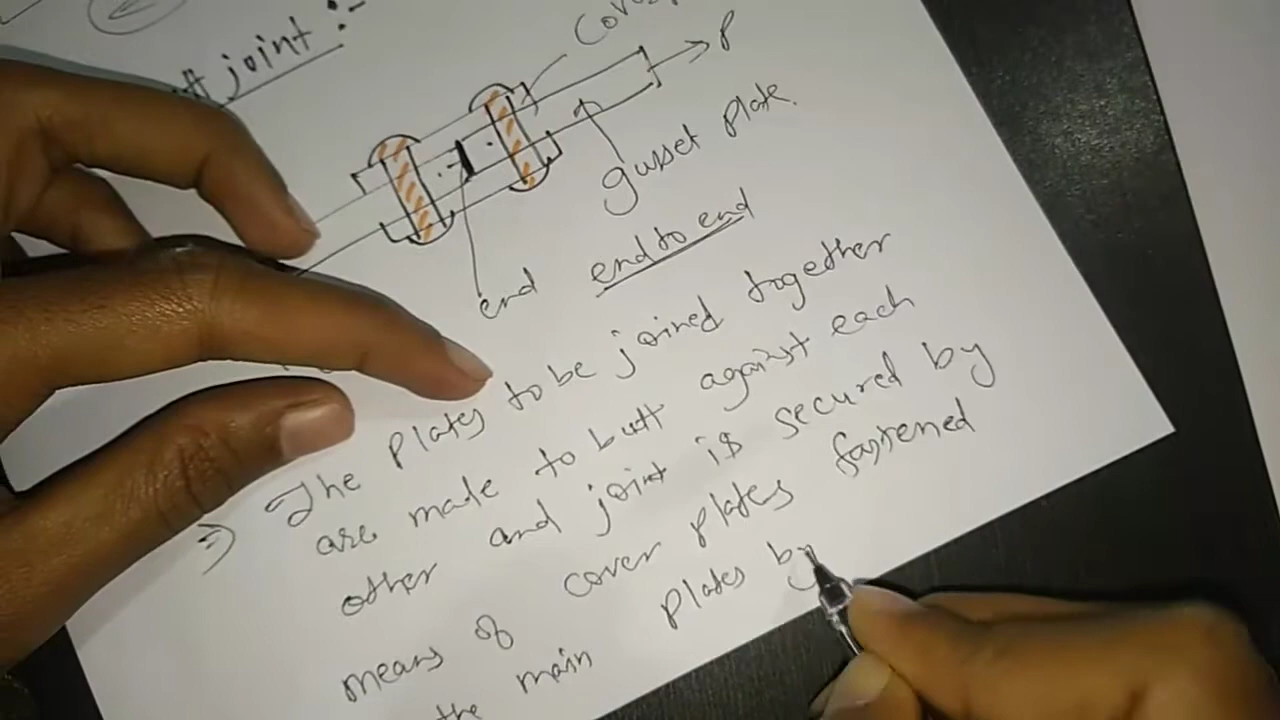 joint :-
P
gusset plate.
end
end to end
=) The plates to be joined together
are made to butt against each
other and joint is secured by
means of cover plates fastened
the main plates by